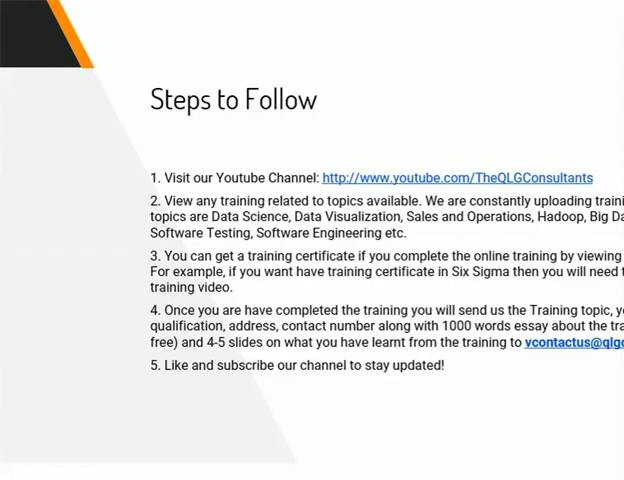 Steps to Follow
1. Visit our Youtube Channel: http://www.youtube.com/TheQLGConsultants
2. View any training related to topics available. We are constantly uploading
topics are Data Science, Data Visualization, Sales and Operations, Hadoop, Big
Software Testing, Software Engineering etc.
3. You can get a training certificate if you complete the online training by viewing
For example, if you want have training certificate in Six Sigma then you will need
training video.
4. Once you are have completed the training you will send us the Training topic,
qualification, address, contact number along with 1000 words essay about the
free) and 4-5 slides on what you have learnt from the training to
5. Like and subscribe our channel to stay updated!